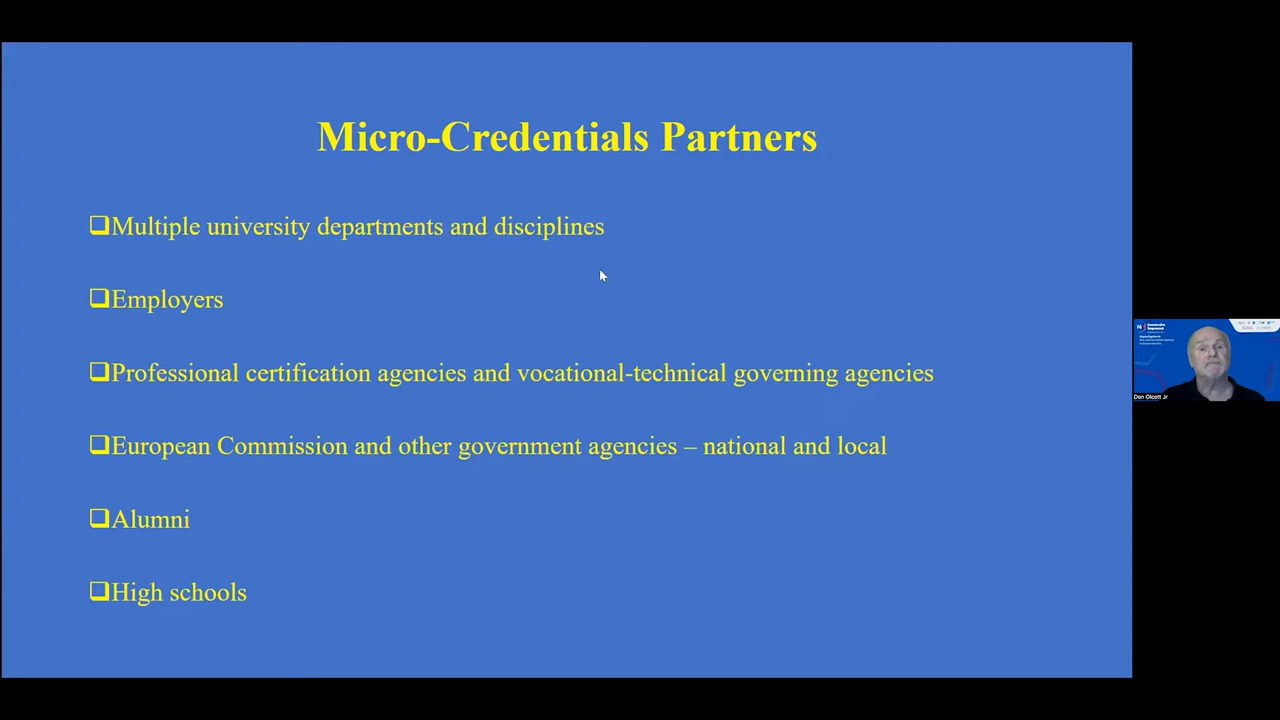 Micro-Credentials Partners
Multiple university departments and disciplines
Employers
Professional certification agencies and vocational-technical governing agencies
European Commission and other government agencies – national and local
Alumni
High schools
Don Olcott Jr